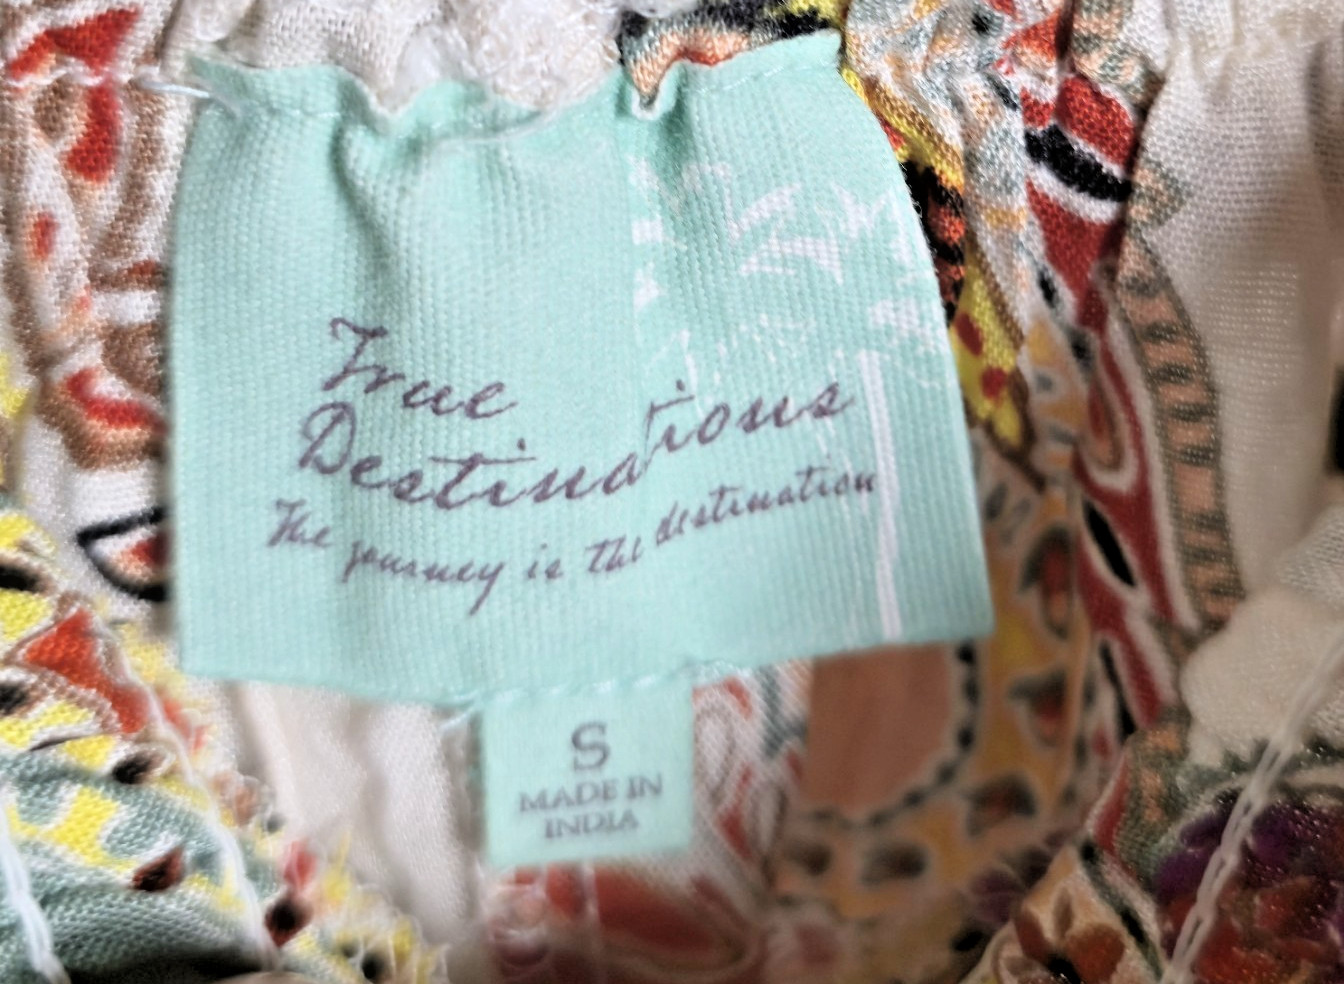 True
Destinations
The journey is the destination
S
MADE IN
INDIA